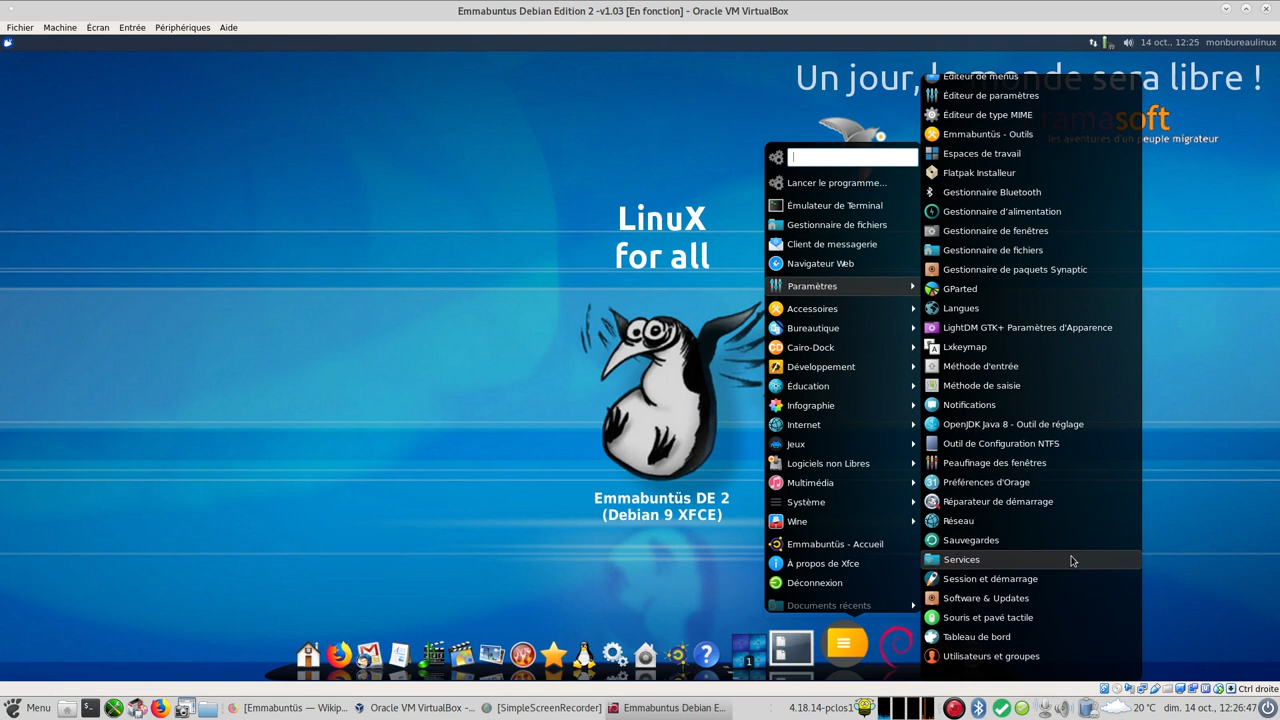 Emmabuntus Debian Edition 2 -v1.03 [En fonction] - Oracle VM VirtualBox
Fichier Machine Écran Entrée Périphériques Aide
14 oct., 12:25 monbureaulinux
Un jour, le monde sera libre !
ramasoft
les aventures d'un peuple migrateur
LinuX
for all
Emmabuntüs DE 2
(Debian 9 XFCE)
Lancer le programme...
Émulateur de Terminal
Gestionnaire de fichiers
Client de messagerie
Navigateur Web
Paramètres
Accessoires
Bureautique
Cairo-Dock
Développement
Éducation
Infographie
Internet
Jeux
Logiciels non Libres
Multimédia
Système
Wine
Emmabuntüs - Accueil
À propos de Xfce
Déconnexion
Documents récents
Éditeur de menus
Éditeur de paramètres
Éditeur de type MIME
Emmabuntüs - Outils
Espaces de travail
Flatpak Installeur
Gestionnaire Bluetooth
Gestionnaire d'alimentation
Gestionnaire de fenêtres
Gestionnaire de fichiers
Gestionnaire de paquets Synaptic
GParted
Langues
LightDM GTK+ Paramètres d'Apparence
Lxkeymap
Méthode d'entrée
Méthode de saisie
Notifications
OpenJDK Java 8 - Outil de réglage
Outil de Configuration NTFS
Peaufinage des fenêtres
Préférences d'Orage
Réparateur de démarrage
Réseau
Sauvegardes
Services
Session et démarrage
Software & Updates
Souris et pavé tactile
Tableau de bord
Utilisateurs et groupes
1
Ctrl droite
Menu
[Emmabuntüs — Wikip...
Oracle VM VirtualBox -...
[SimpleScreenRecorder]
Emmabuntus Debian E...
4.18.14-pclos1
20 °C
dim. 14 oct., 12:26:47